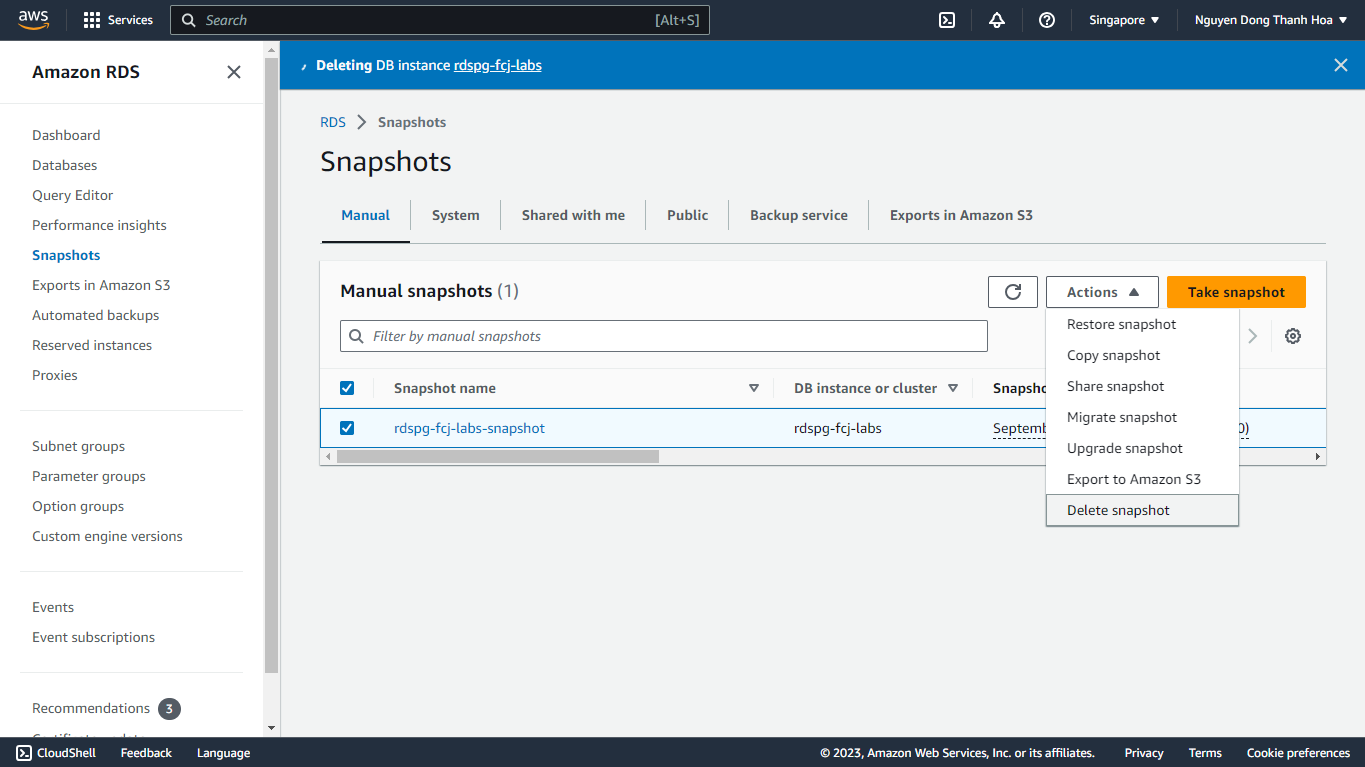 aws Services Search [Alt+S] Singapore Nguyen Dong Thanh Hoa
Amazon RDS
Dashboard
Databases
Query Editor
Performance insights
Snapshots
Exports in Amazon S3
Automated backups
Reserved instances
Proxies
Subnet groups
Parameter groups
Option groups
Custom engine versions
Events
Event subscriptions
Recommendations 3
Deleting DB instance rdspg-fcj-labs
RDS > Snapshots
Snapshots
Manual System Shared with me Public Backup service Exports in Amazon S3
Manual snapshots (1)
Actions Take snapshot
Filter by manual snapshots
Restore snapshot
Copy snapshot
Share snapshot
Migrate snapshot
Upgrade snapshot
Export to Amazon S3
Delete snapshot
Snapshot name DB instance or cluster Snapsho
rdspg-fcj-labs-snapshot rdspg-fcj-labs Septemb 0)
CloudShell Feedback Language © 2023, Amazon Web Services, Inc. or its affiliates. Privacy Terms Cookie preferences